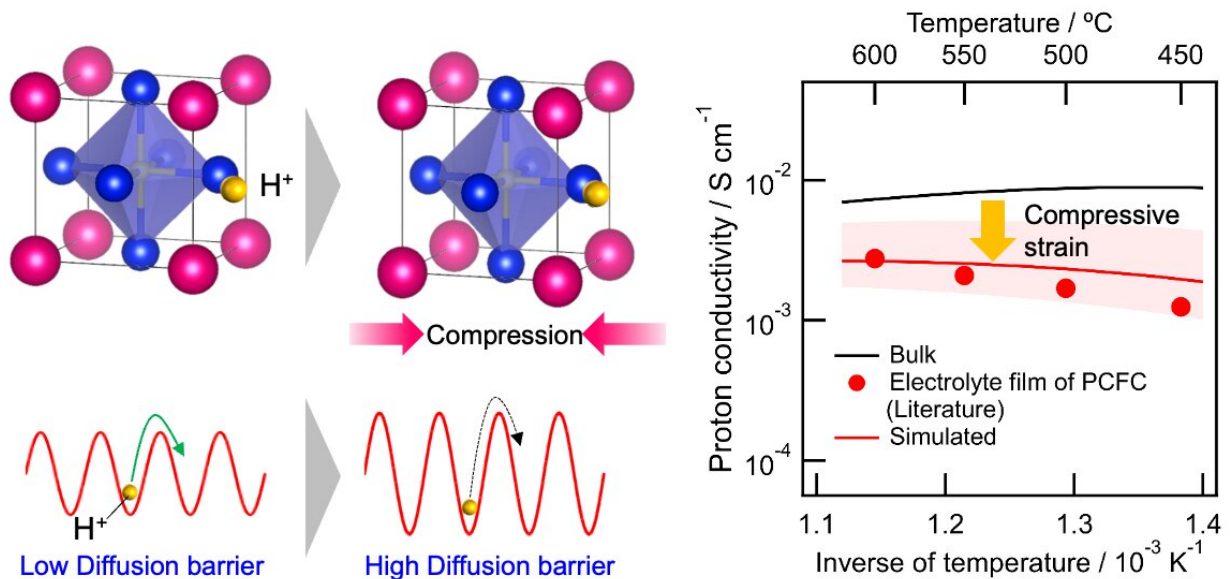 H⁺
Compression
H⁺
Low Diffusion barrier
High Diffusion barrier
Temperature / ºC
600 550 500 450
Proton conductivity / S cm⁻¹
10⁻²
10⁻³
10⁻⁴
Compressive
strain
Bulk
Electrolyte film of PCFC
(Literature)
Simulated
1.1 1.2 1.3 1.4
Inverse of temperature / 10⁻³ K⁻¹